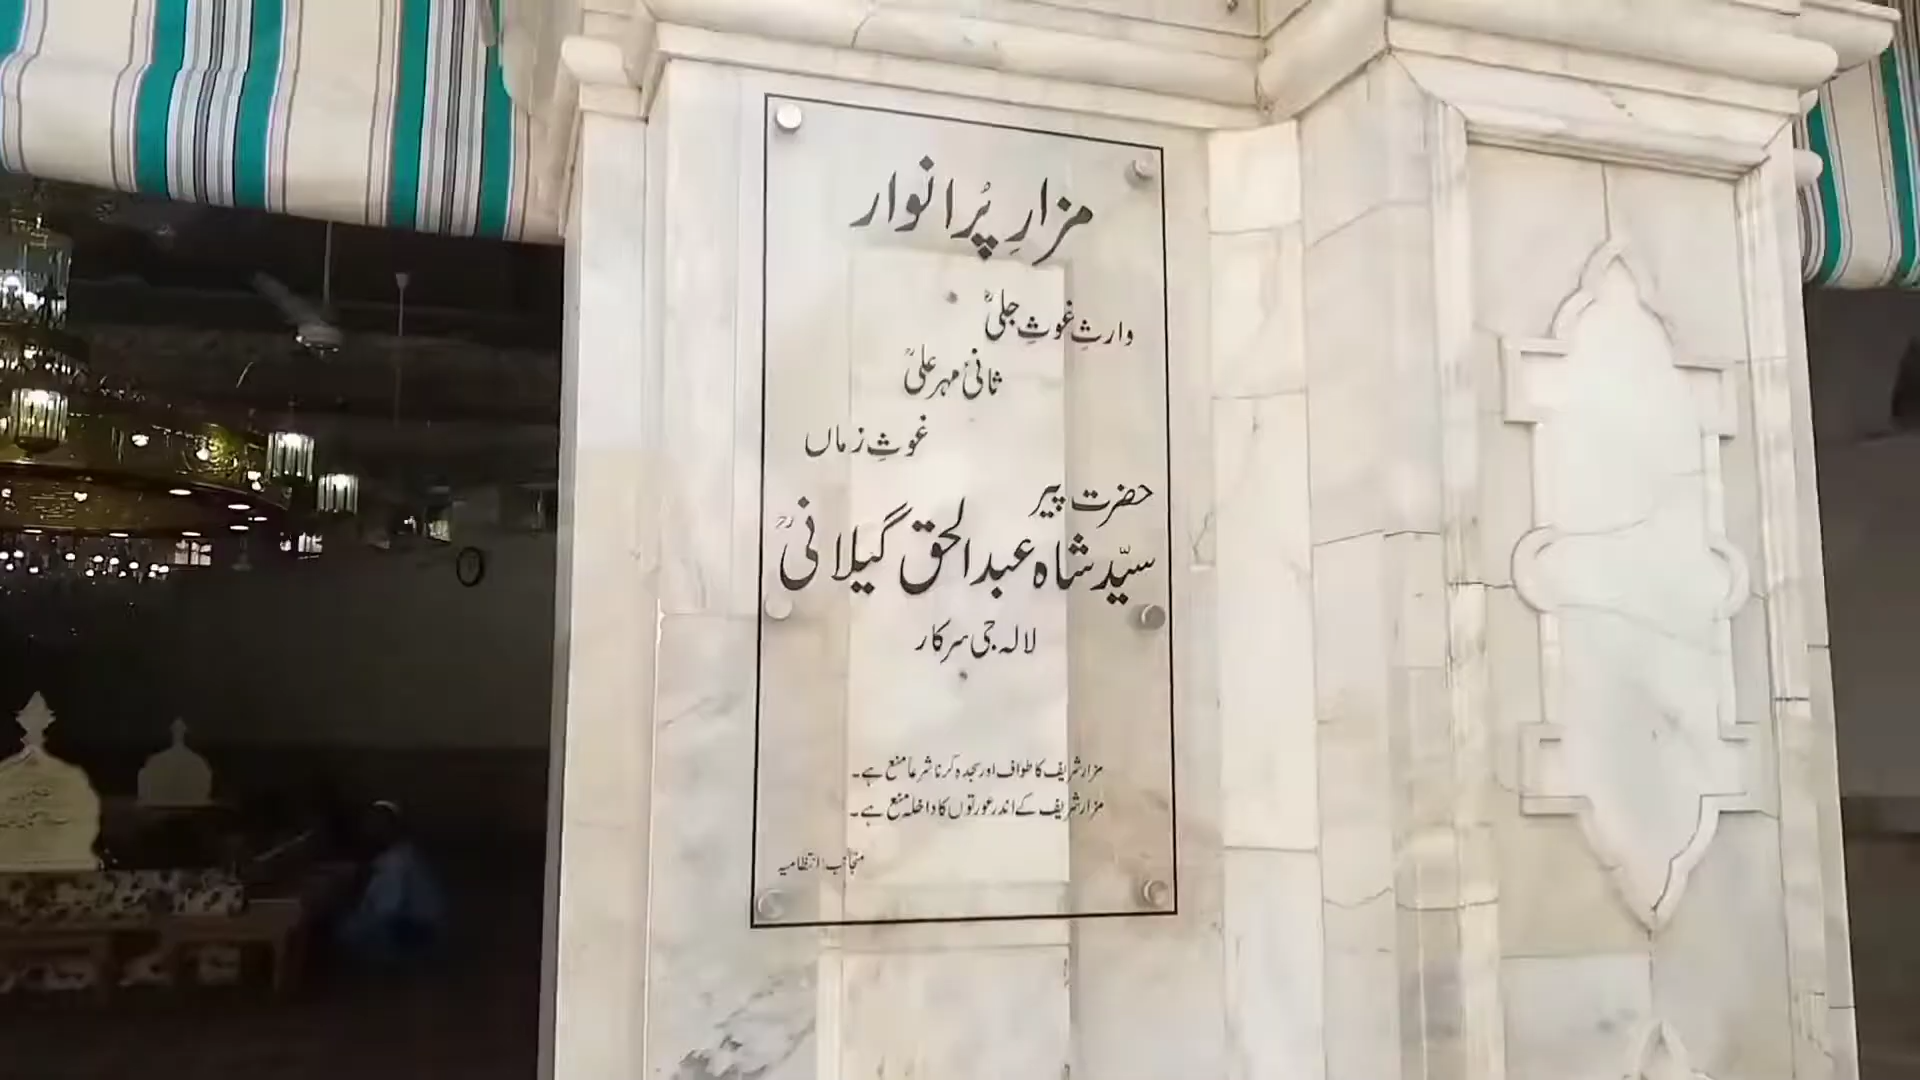 مزارِ پُر انوار
وارثِ غوثِ جلیؒ
ثانیٔ مہر علیؒ
غوثِ زماں
حضرت پیر
سیّد شاہ عبدالحق گیلانیؒ
لالہ جی سرکار
مزار شریف کا طواف اور سجدہ کرنا شرعاً منع ہے۔
مزار شریف کے اندر عورتوں کا داخلہ منع ہے۔
منجانب: انتظامیہ